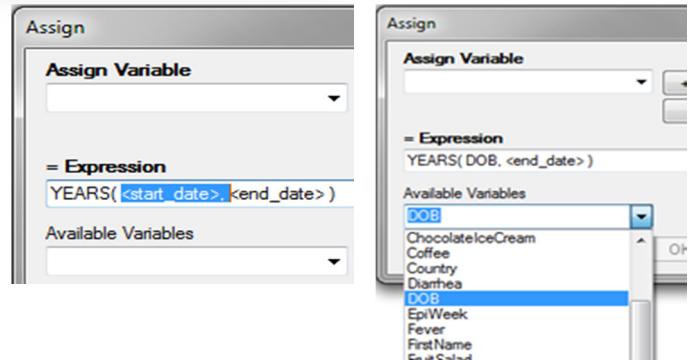 Assign
Assign Variable
= Expression
YEARS( <start_date>, <end_date> )
Available Variables
Assign
Assign Variable
= Expression
YEARS( DOB, <end_date> )
Available Variables
DOB
ChocolateIceCream
Coffee
Country
Diarrhea
DOB
EpiWeek
Fever
FirstName
FruitSalad